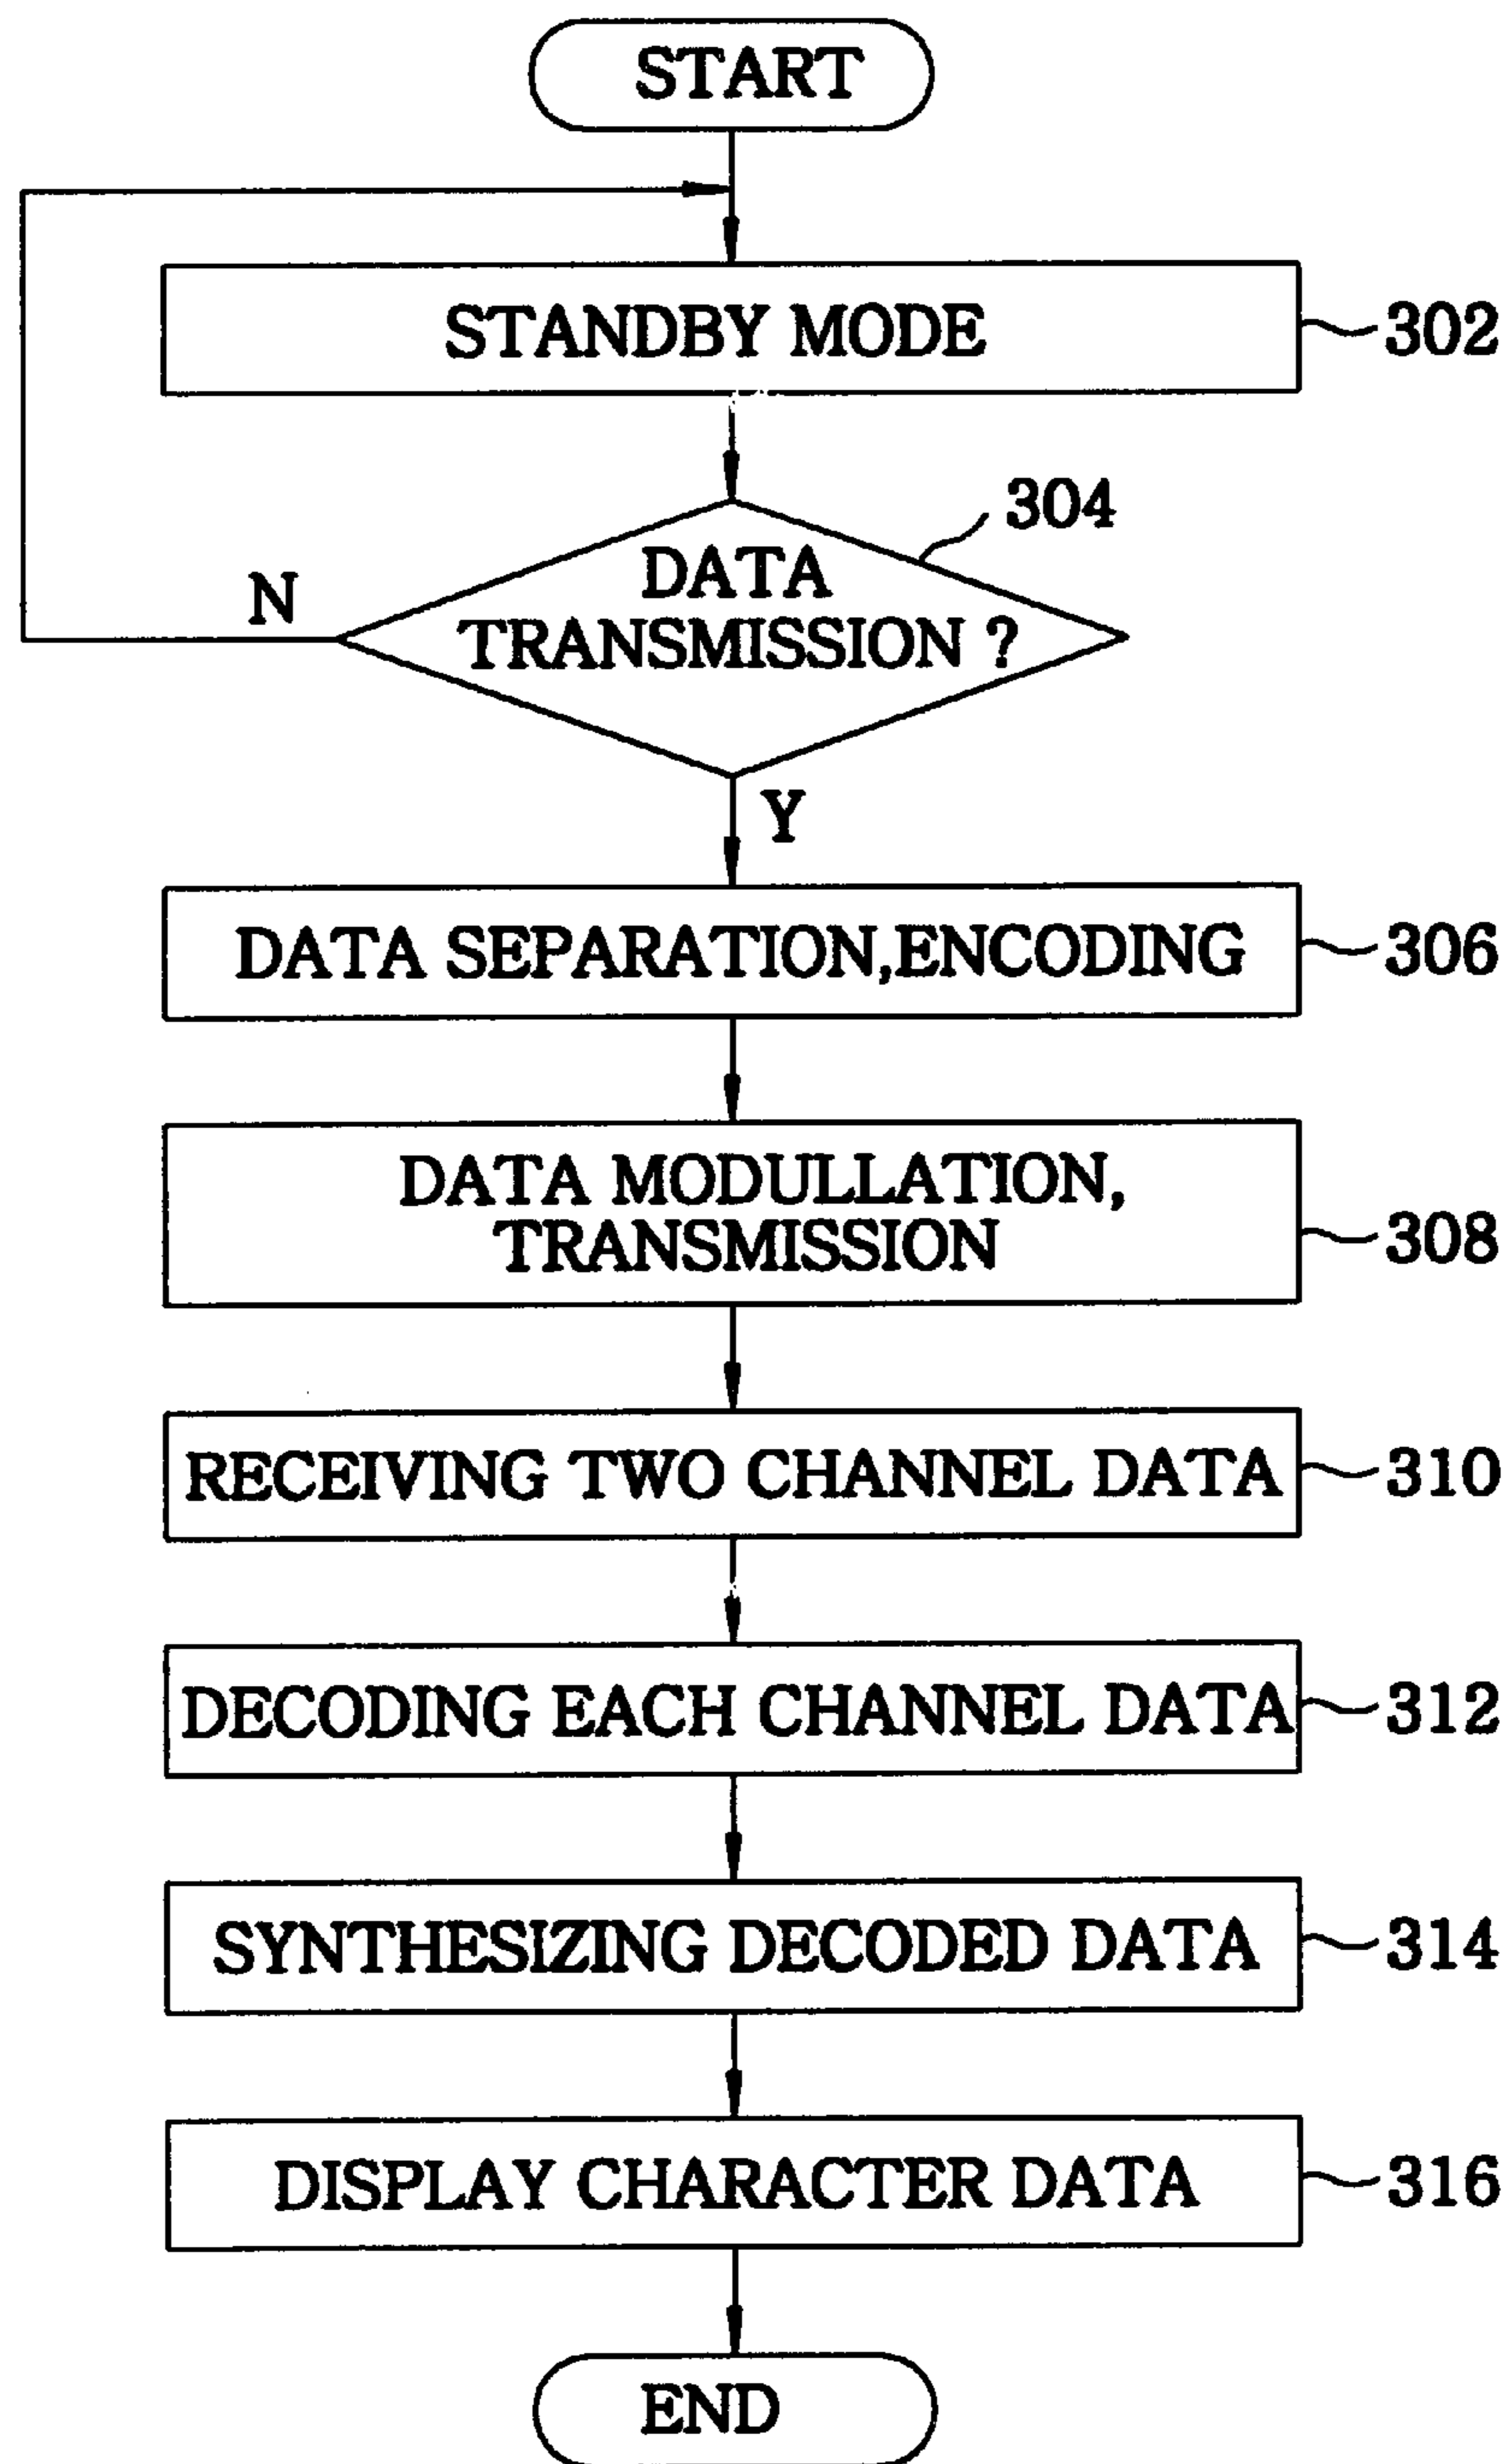 START
STANDBY MODE
302
304
DATA
TRANSMISSION ?
N
Y
DATA SEPARATION,ENCODING
306
DATA MODULLATION,
TRANSMISSION
308
RECEIVING TWO CHANNEL DATA
310
DECODING EACH CHANNEL DATA
312
SYNTHESIZING DECODED DATA
314
DISPLAY CHARACTER DATA
316
END